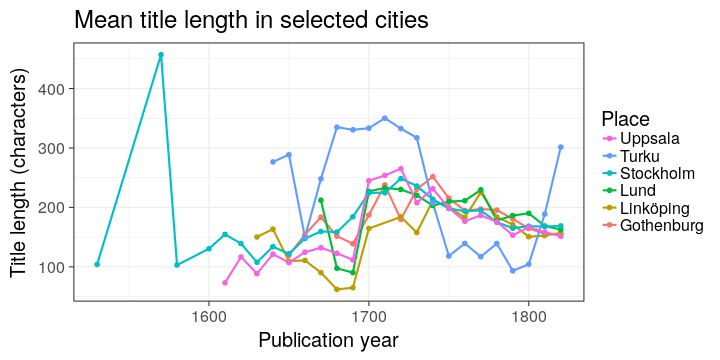 Mean title length in selected cities
Title length (characters)
400
300
200
100
1600
1700
1800
Publication year
Place
Uppsala
Turku
Stockholm
Lund
Linköping
Gothenburg